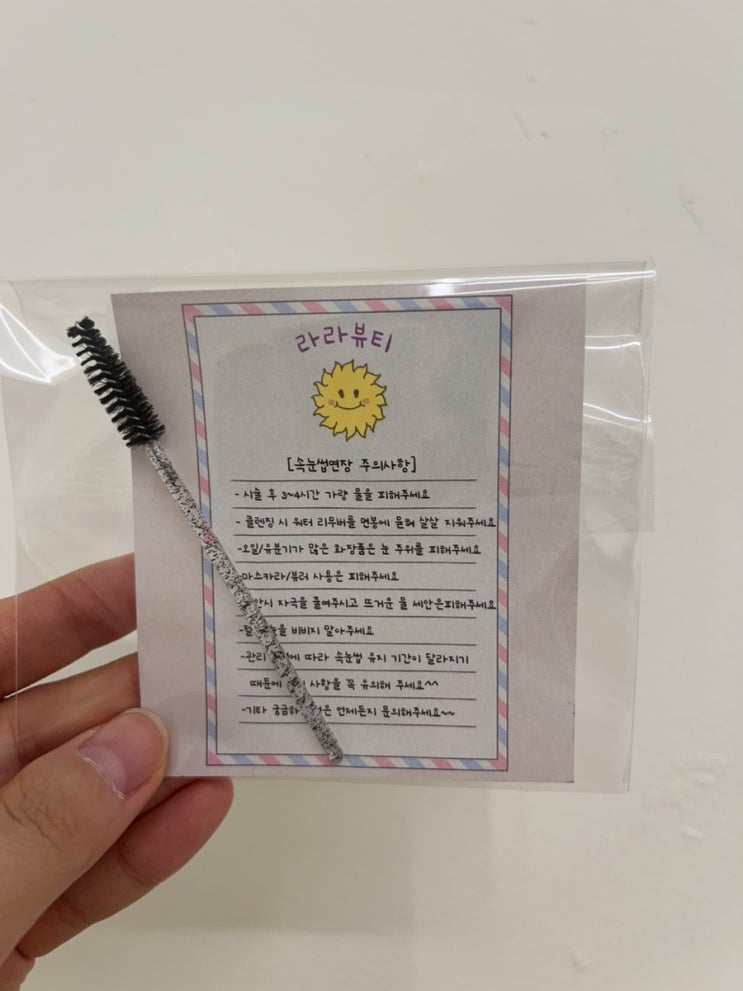 라라뷰티
[속눈썹연장 주의사항]
- 시술 후 3~4시간 가량 물을 피해주세요
- 클렌징 시 워터 리무버를 면봉에 묻혀 살살 지워주세요
-오일/유분기가 많은 화장품은 눈 주위를 피해주세요
마스카라/뷰러 사용은 피해주세요
자극을 줄여주시고 뜨거운 물 세안은피해주세요
비비지 말아주세요
-관리 따라 속눈썹 유지 기간이 달라지기
때문에 사항을 꼭 유의해 주세요^^
-기타 언제든지 문의해주세요~~